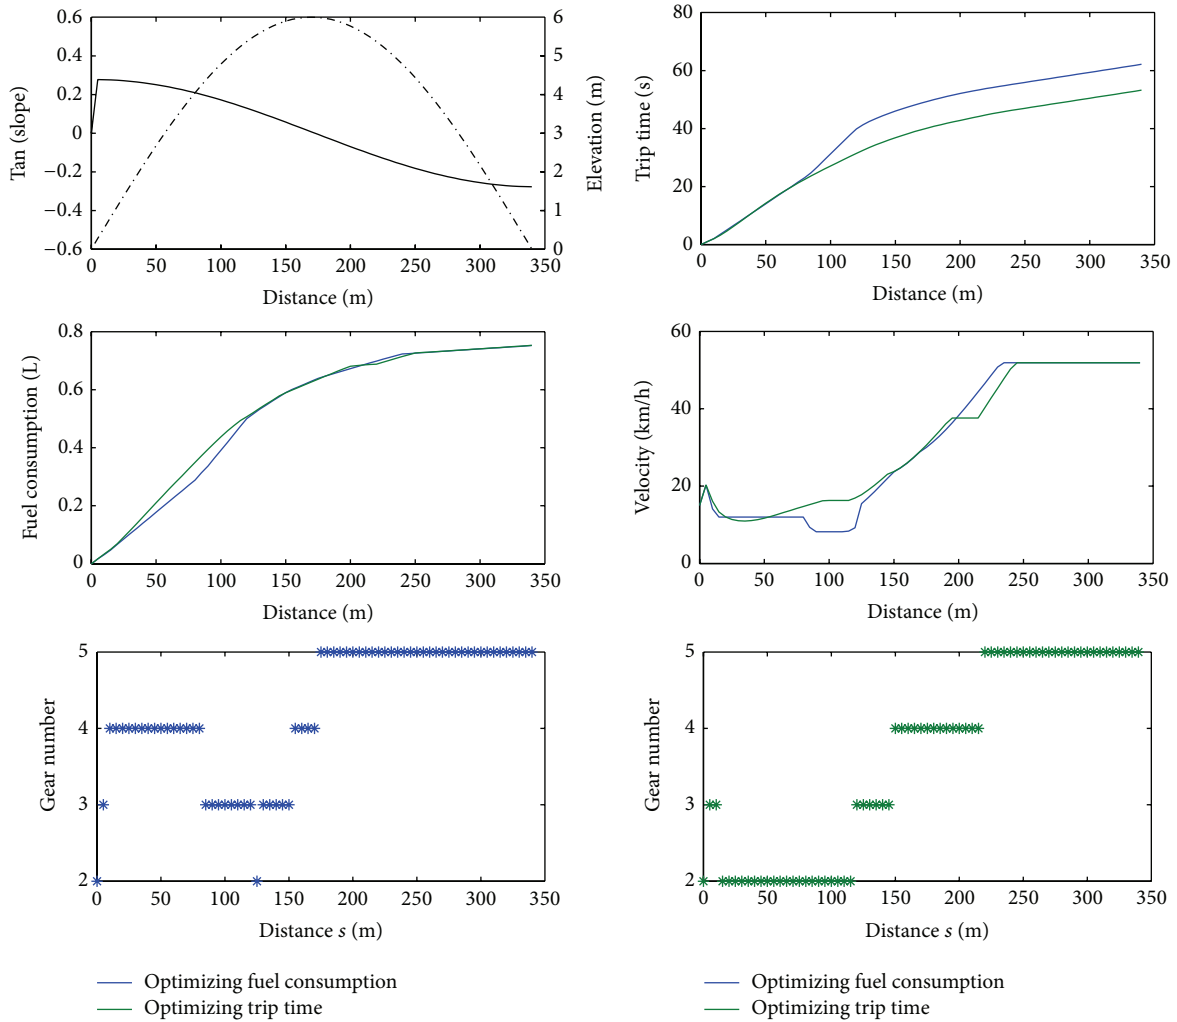 0.6
0.4
0.2
0
−0.2
−0.4
−0.6
Tan (slope)
6
5
4
3
2
1
0
Elevation (m)
0 50 100 150 200 250 300 350
Distance (m)
80
60
40
20
0
Trip time (s)
0 50 100 150 200 250 300 350
Distance (m)
0.8
0.6
0.4
0.2
0
Fuel consumption (L)
0 50 100 150 200 250 300 350
Distance (m)
60
40
20
0
Velocity (km/h)
0 50 100 150 200 250 300 350
Distance (m)
5
4
3
2
Gear number
0 50 100 150 200 250 300 350
Distance s (m)
5
4
3
2
Gear number
0 50 100 150 200 250 300 350
Distance s (m)
Optimizing fuel consumption
Optimizing trip time
Optimizing fuel consumption
Optimizing trip time